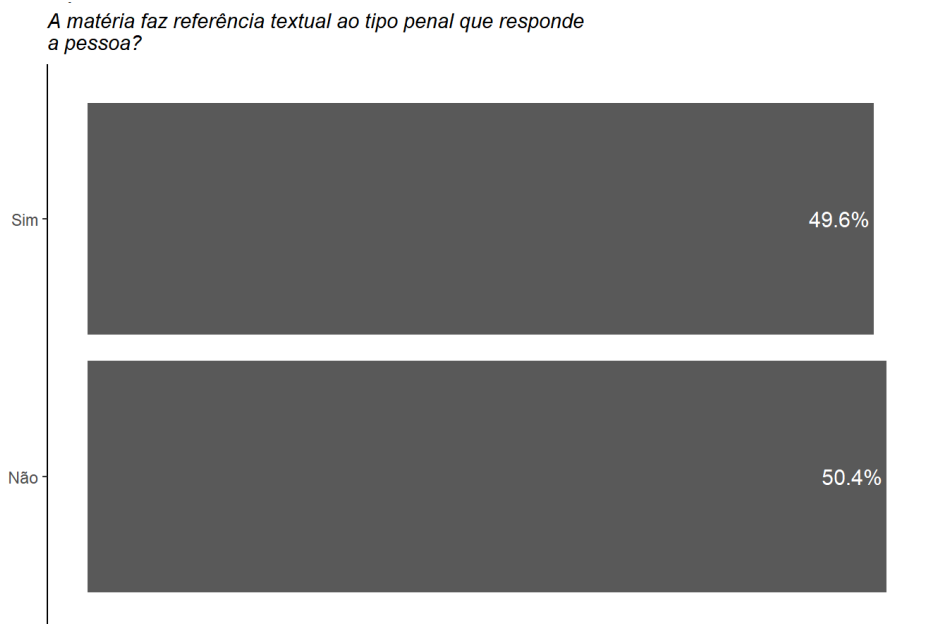 A matéria faz referência textual ao tipo penal que responde
a pessoa?
Sim
49.6%
Não
50.4%